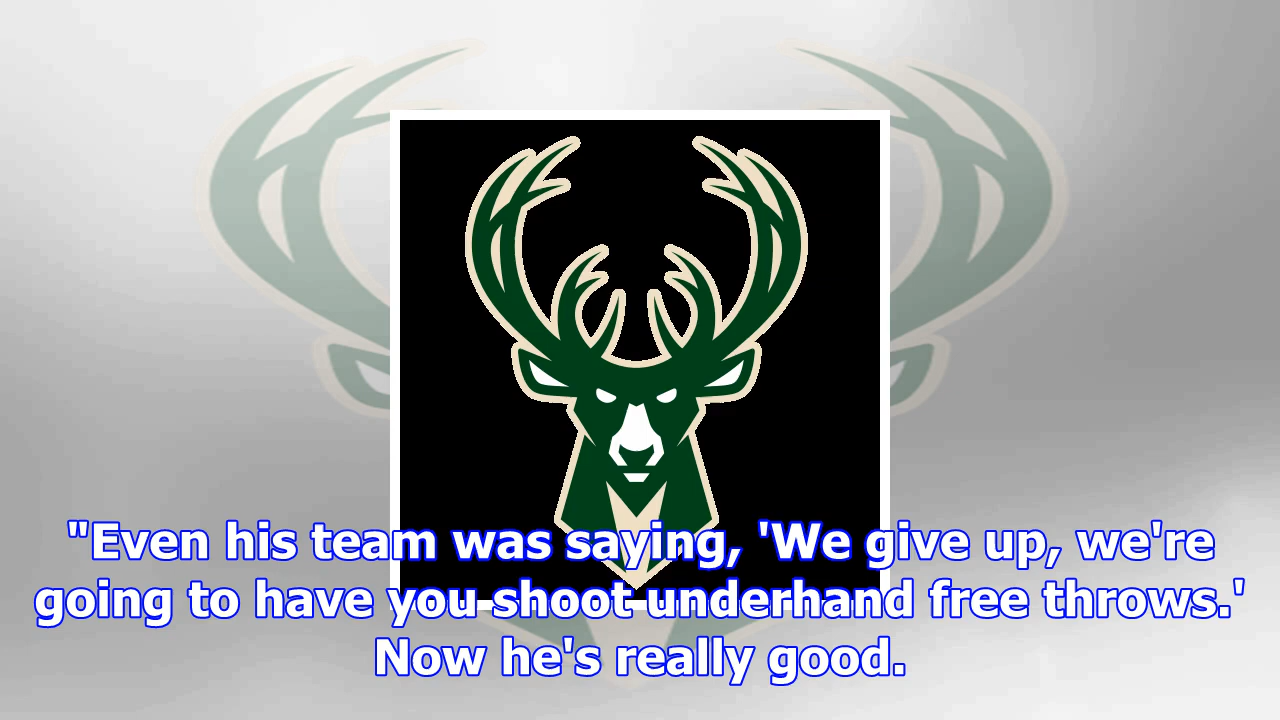 "Even his team was saying, 'We give up, we're
going to have you shoot underhand free throws.'
Now he's really good.